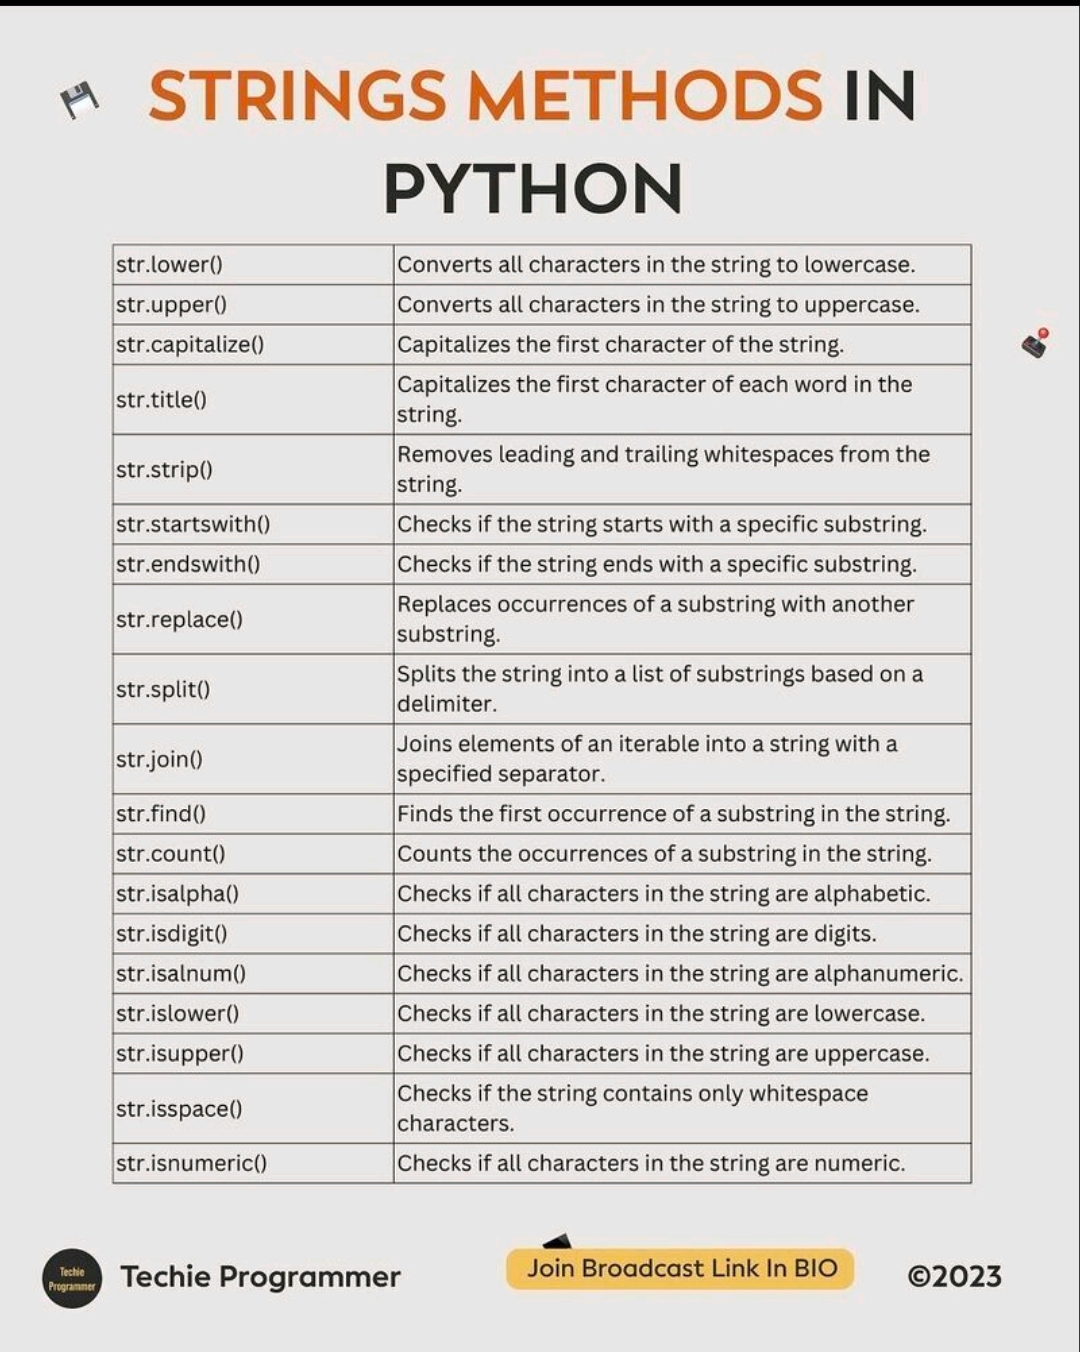 STRINGS METHODS IN
PYTHON
str.lower() Converts all characters in the string to lowercase.
str.upper() Converts all characters in the string to uppercase.
str.capitalize() Capitalizes the first character of the string.
str.title() Capitalizes the first character of each word in the
string.
str.strip() Removes leading and trailing whitespaces from the
string.
str.startswith() Checks if the string starts with a specific substring.
str.endswith() Checks if the string ends with a specific substring.
str.replace() Replaces occurrences of a substring with another
substring.
str.split() Splits the string into a list of substrings based on a
delimiter.
str.join() Joins elements of an iterable into a string with a
specified separator.
str.find() Finds the first occurrence of a substring in the string.
str.count() Counts the occurrences of a substring in the string.
str.isalpha() Checks if all characters in the string are alphabetic.
str.isdigit() Checks if all characters in the string are digits.
str.isalnum() Checks if all characters in the string are alphanumeric.
str.islower() Checks if all characters in the string are lowercase.
str.isupper() Checks if all characters in the string are uppercase.
str.isspace() Checks if the string contains only whitespace
characters.
str.isnumeric() Checks if all characters in the string are numeric.
Techie
Programmer
Techie Programmer
Join Broadcast Link In BIO
©2023